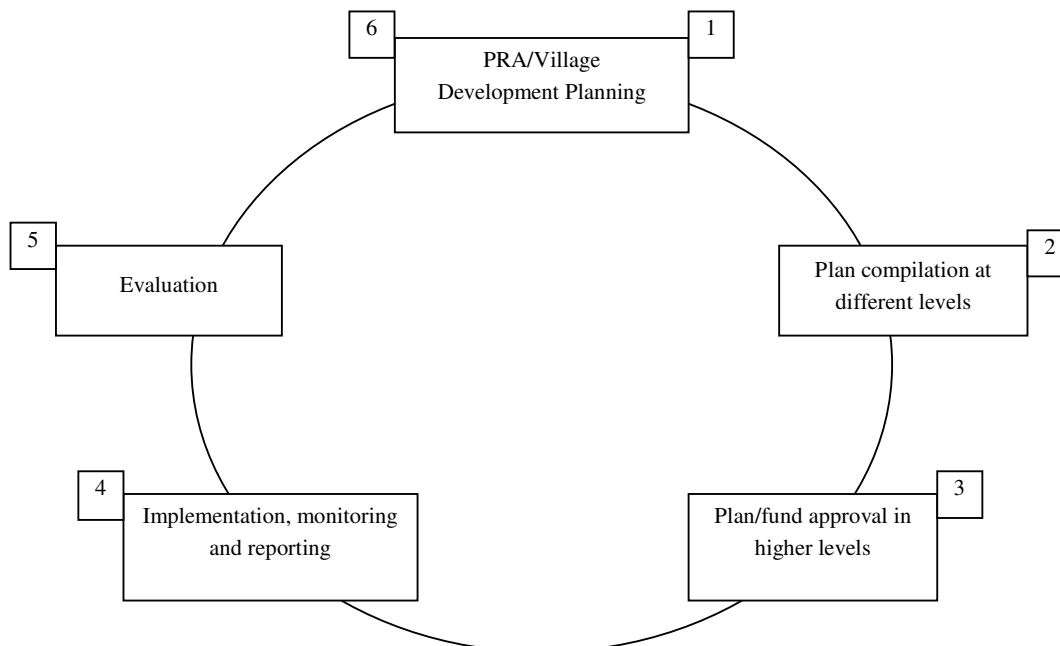 6
1
PRA/Village
Development Planning
5
Evaluation
2
Plan compilation at
different levels
4
Implementation, monitoring
and reporting
3
Plan/fund approval in
higher levels